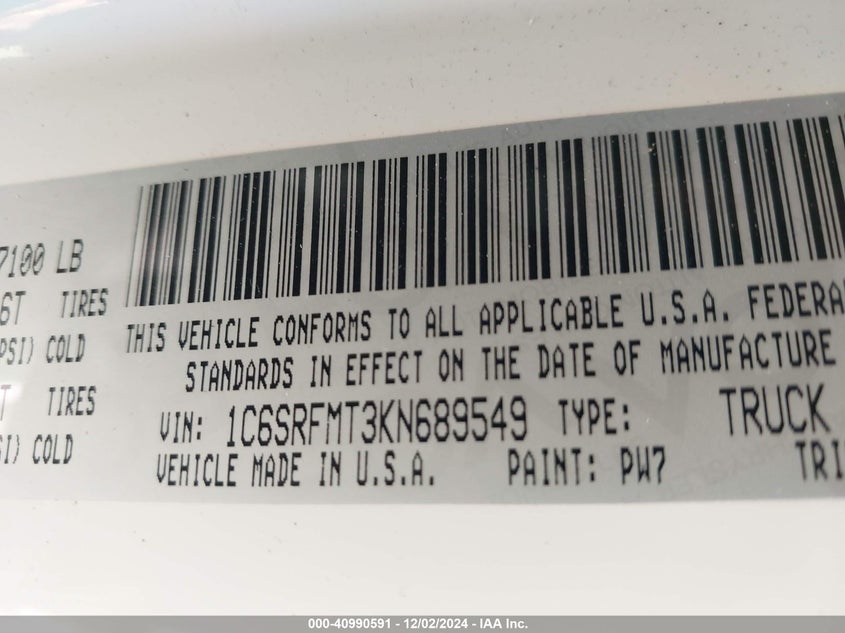 7100 LB
6T TIRES
PSI) COLD
T TIRES
SI) COLD
THIS VEHICLE CONFORMS TO ALL APPLICABLE U.S.A. FEDERA
STANDARDS IN EFFECT ON THE DATE OF MANUFACTURE
VIN: 1C6SRFMT3KN689549 TYPE: TRUCK
VEHICLE MADE IN U.S.A. PAINT: PW7 TRI
000-40990591 - 12/02/2024 - IAA Inc.